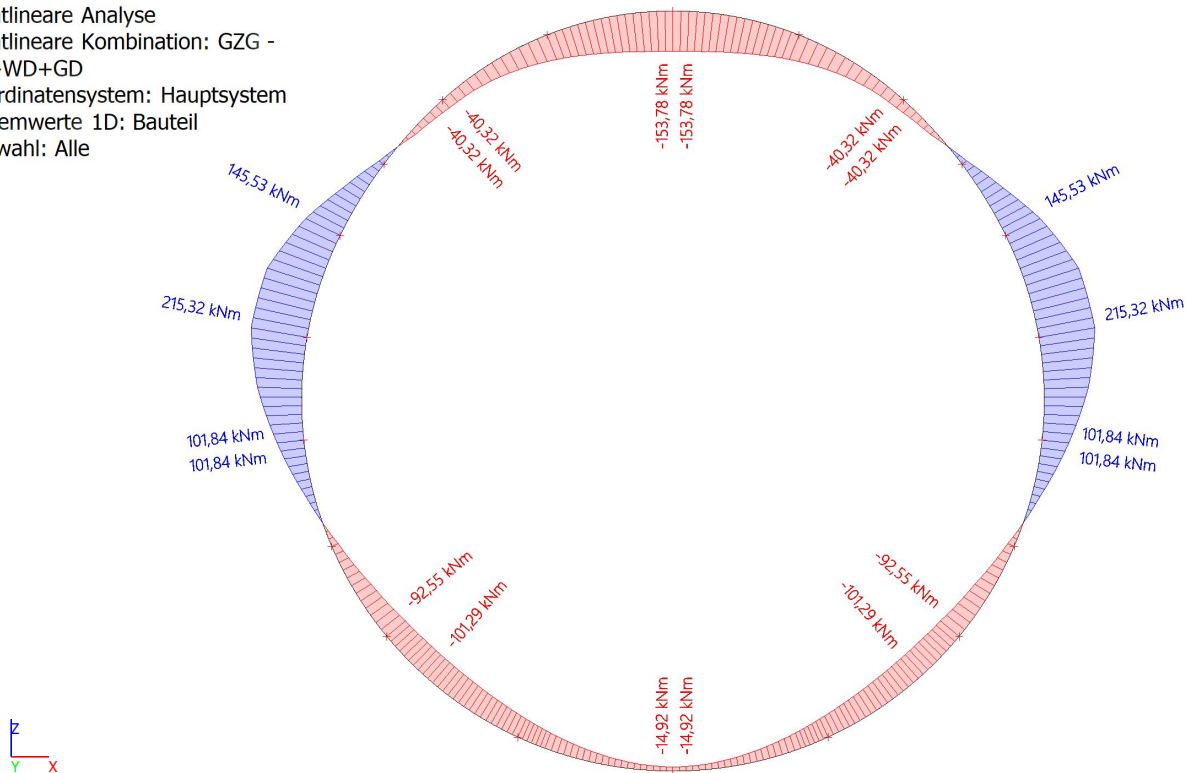 tlineare Analyse
tlineare Kombination: GZG -
WD+GD
rdinatensystem: Hauptsystem
emwerte 1D: Bauteil
wahl: Alle
-153,78 kNm
-153,78 kNm
-40,32 kNm
-40,32 kNm
-40,32 kNm
-40,32 kNm
145,53 kNm
145,53 kNm
215,32 kNm
215,32 kNm
101,84 kNm
101,84 kNm
101,84 kNm
101,84 kNm
-92,55 kNm
-101,29 kNm
-92,55 kNm
-101,29 kNm
-14,92 kNm
-14,92 kNm
Z
Y X